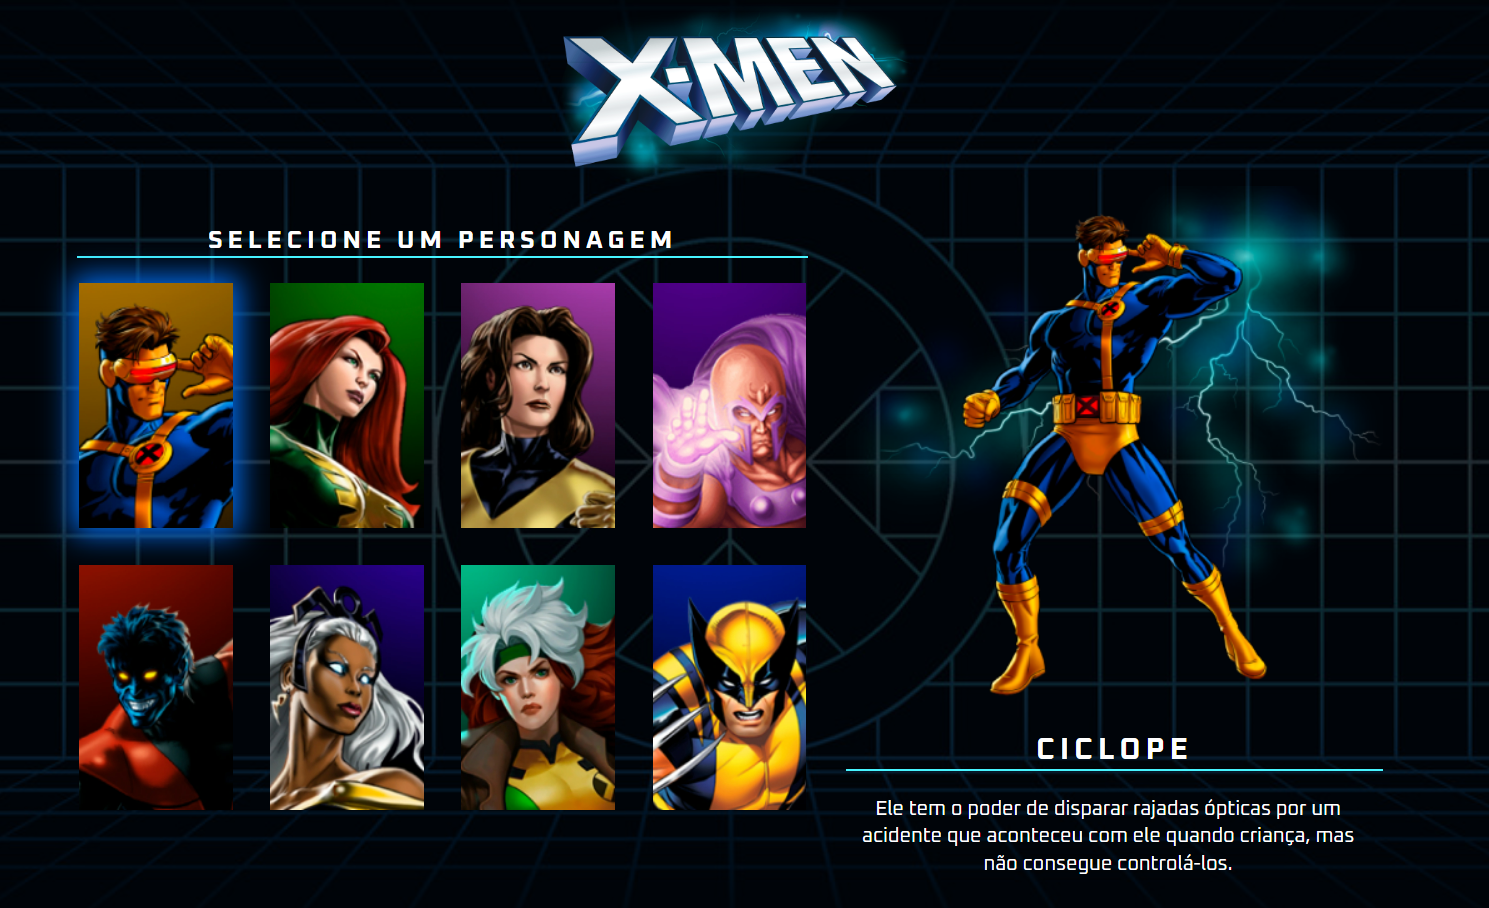 X-MEN
SELECIONE UM PERSONAGEM
CICLOPE
Ele tem o poder de disparar rajadas ópticas por um
acidente que aconteceu com ele quando criança, mas
não consegue controlá-los.